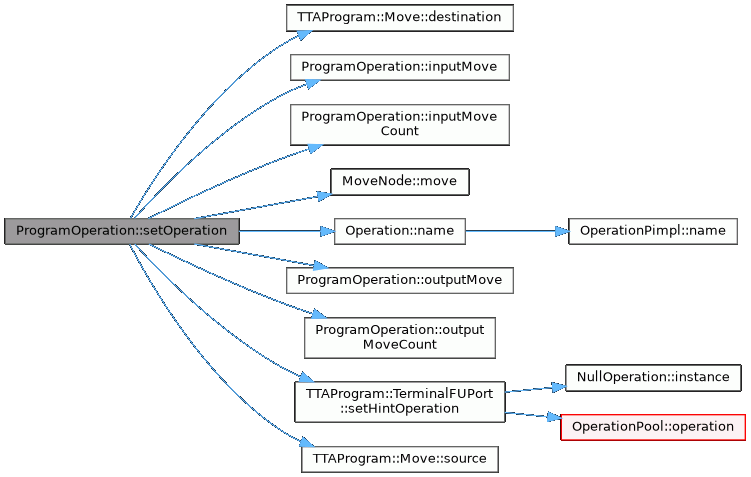 TTAProgram::Move::destination
ProgramOperation::inputMove
ProgramOperation::inputMove
Count
MoveNode::move
ProgramOperation::setOperation
Operation::name
OperationPimpl::name
ProgramOperation::outputMove
ProgramOperation::output
MoveCount
TTAProgram::TerminalFUPort
::setHintOperation
NullOperation::instance
OperationPool::operation
TTAProgram::Move::source